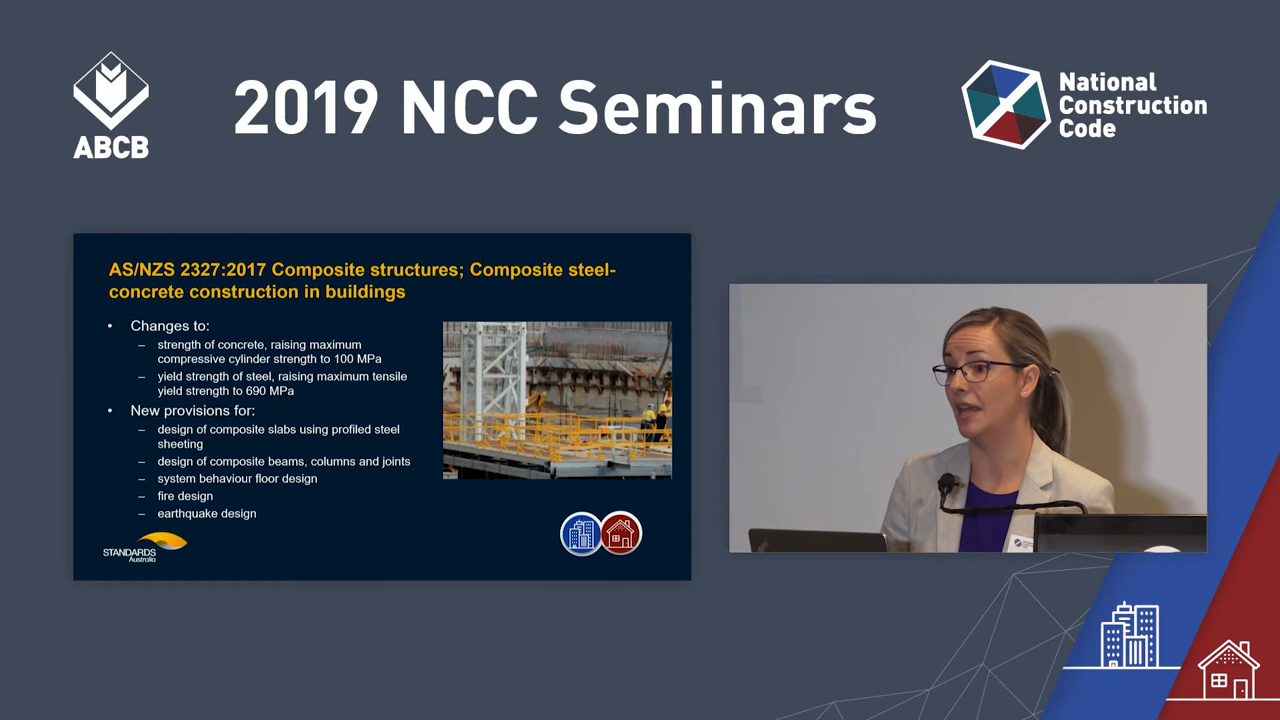 ABCB
2019 NCC Seminars
National
Construction
Code
AS/NZS 2327:2017 Composite structures; Composite steel-
concrete construction in buildings
• Changes to:
– strength of concrete, raising maximum
compressive cylinder strength to 100 MPa
– yield strength of steel, raising maximum tensile
yield strength to 690 MPa
• New provisions for:
– design of composite slabs using profiled steel
sheeting
– design of composite beams, columns and joints
– system behaviour floor design
– fire design
– earthquake design
STANDARDS
Australia